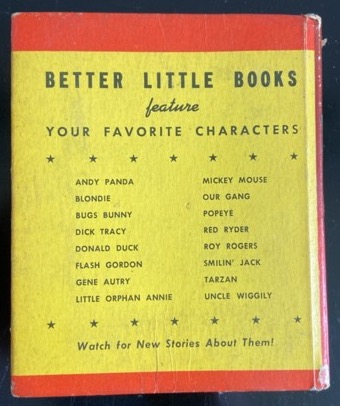 BETTER LITTLE BOOKS
feature
YOUR FAVORITE CHARACTERS
★ ★ ★ ★ ★ ★ ★
ANDY PANDA
BLONDIE
BUGS BUNNY
DICK TRACY
DONALD DUCK
FLASH GORDON
GENE AUTRY
LITTLE ORPHAN ANNIE
MICKEY MOUSE
OUR GANG
POPEYE
RED RYDER
ROY ROGERS
SMILIN' JACK
TARZAN
UNCLE WIGGILY
★ ★ ★ ★ ★ ★ ★
Watch for New Stories About Them!